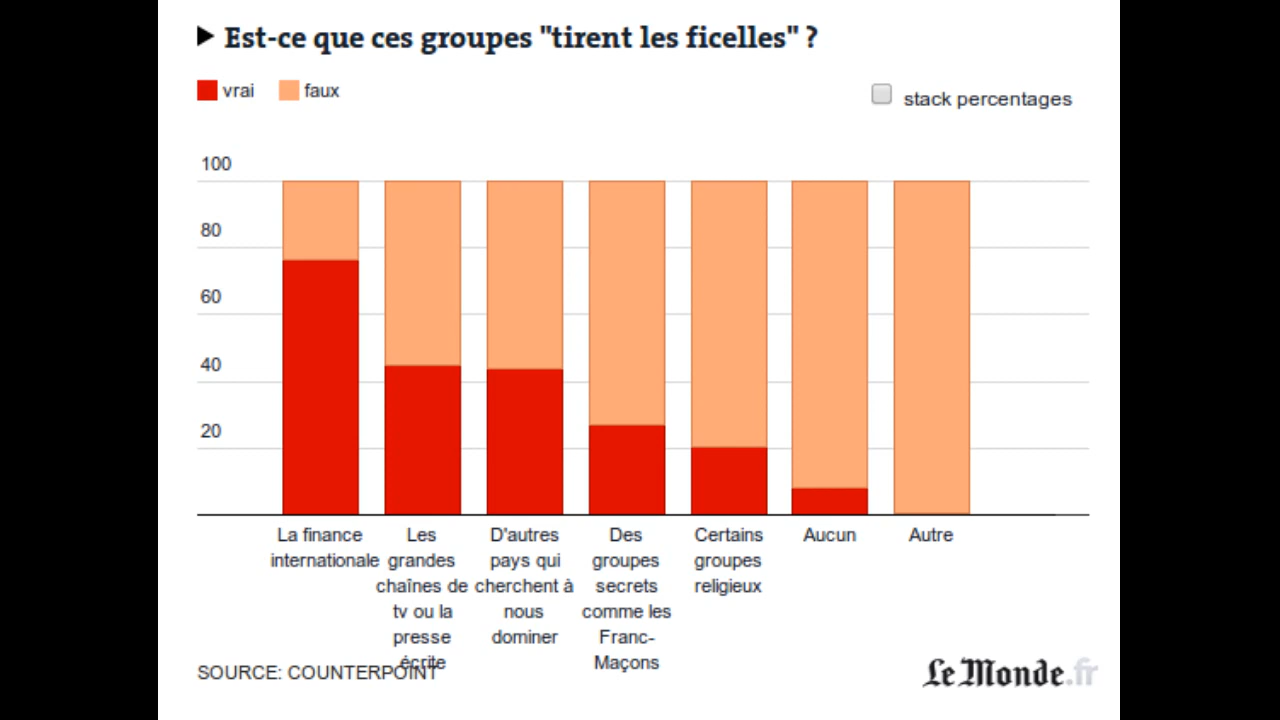 Est-ce que ces groupes "tirent les ficelles" ?
vrai faux
stack percentages
100
80
60
40
20
La finance
internationale
Les
grandes
chaînes de
tv ou la
presse
écrite
D'autres
pays qui
cherchent à
nous
dominer
Des
groupes
secrets
comme les
Franc-
Maçons
Certains
groupes
religieux
Aucun
Autre
SOURCE: COUNTERPOINT
Le Monde.fr